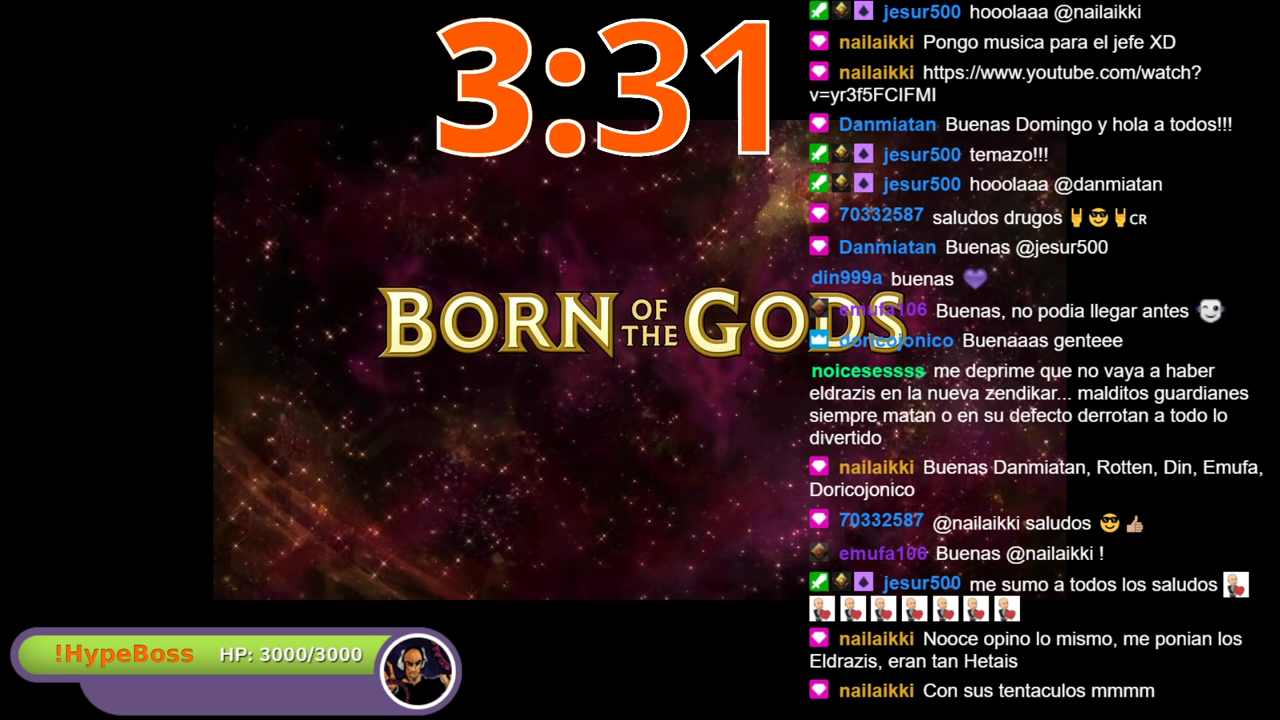 3:31
BORN OF THE GODS
!HypeBoss HP: 3000/3000
jesur500 hooolaaa @nailaikki
nailaikki Pongo musica para el jefe XD
nailaikki https://www.youtube.com/watch?
v=yr3f5FCIFMI
Danmiatan Buenas Domingo y hola a todos!!!
jesur500 temazo!!!
jesur500 hooolaaa @danmiatan
70332587 saludos drugos 🤘😎🤘CR
Danmiatan Buenas @jesur500
din999a buenas 💜
emufa106 Buenas, no podia llegar antes
doricojonico Buenaaas genteee
noicesessss me deprime que no vaya a haber
eldrazis en la nueva zendikar... malditos guardianes
siempre matan o en su defecto derrotan a todo lo
divertido
nailaikki Buenas Danmiatan, Rotten, Din, Emufa,
Doricojonico
70332587 @nailaikki saludos 😎👍🏽
emufa106 Buenas @nailaikki !
jesur500 me sumo a todos los saludos
nailaikki Nooce opino lo mismo, me ponian los
Eldrazis, eran tan Hetais
nailaikki Con sus tentaculos mmmm